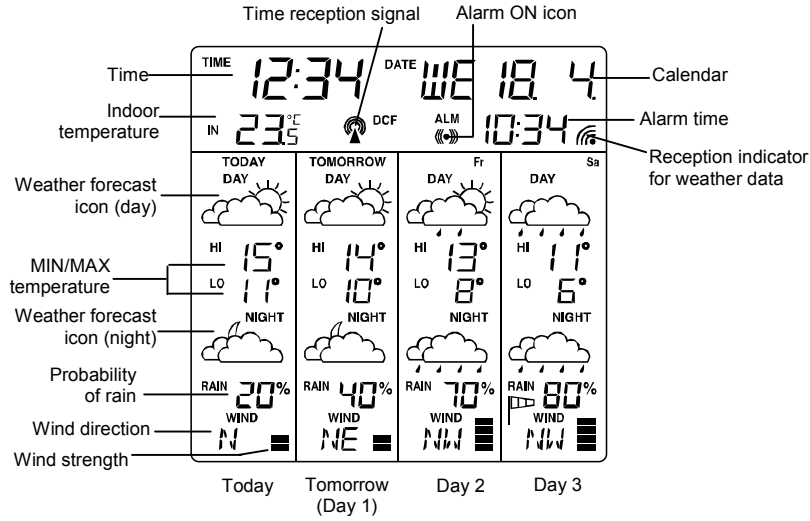 Time reception signal
Alarm ON icon
Time
Indoor
temperature
Weather forecast
icon (day)
MIN/MAX
temperature
Weather forecast
icon (night)
Probability
of rain
Wind direction
Wind strength
TIME 12:34 DATE WE 18. 4.
IN 23.5 °C DCF ALM 10:34
TODAY TOMORROW Fr Sa
DAY DAY DAY DAY
HI 15° HI 14° HI 13° HI 11°
LO 11° LO 10° LO 8° LO 6°
NIGHT NIGHT NIGHT NIGHT
RAIN 20% RAIN 40% RAIN 70% RAIN 80%
WIND WIND WIND WIND
N NE NW NW
Calendar
Alarm time
Reception indicator
for weather data
Today
Tomorrow
(Day 1)
Day 2
Day 3